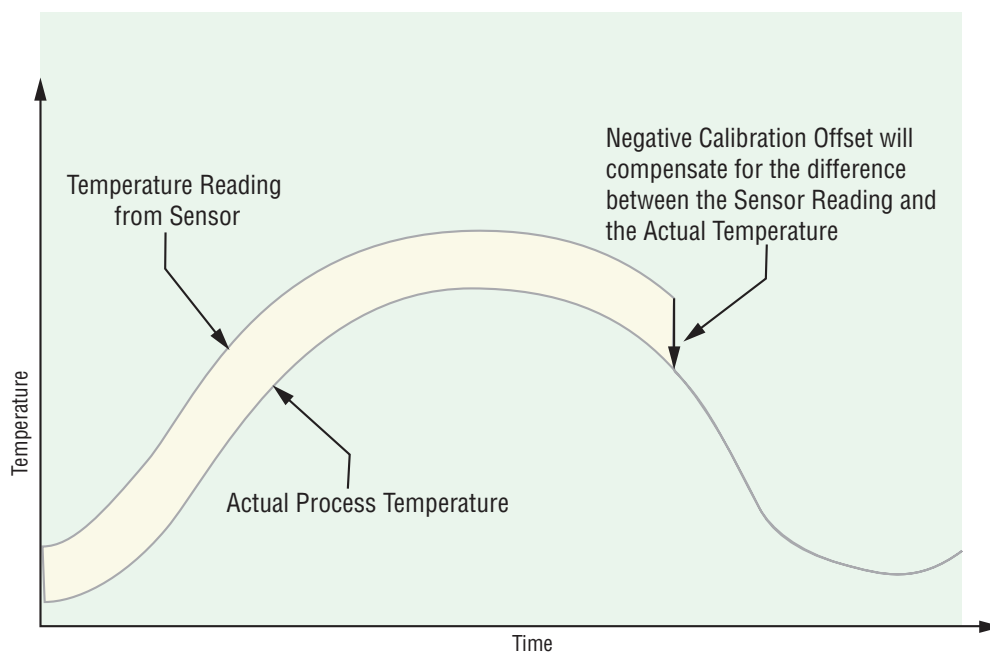 Negative Calibration Offset will
compensate for the difference
between the Sensor Reading and
the Actual Temperature
Temperature Reading
from Sensor
Temperature
Actual Process Temperature
Time